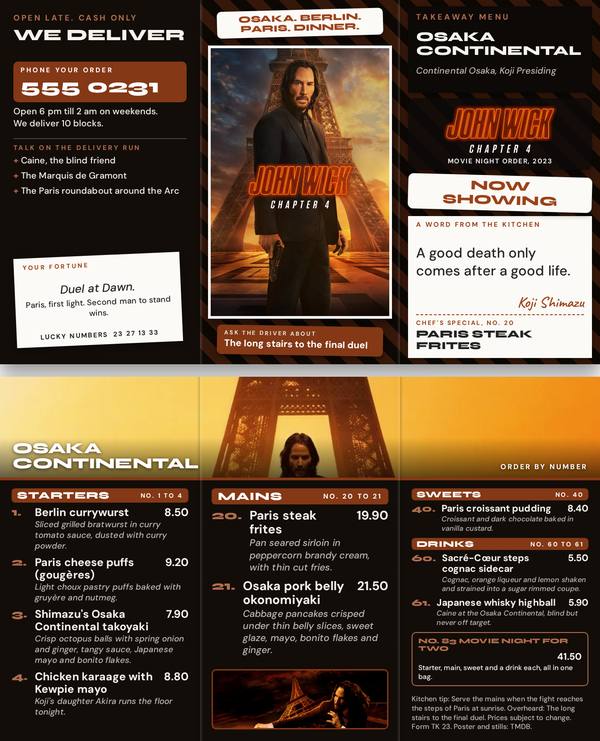 OPEN LATE. CASH ONLY
WE DELIVER
PHONE YOUR ORDER
555 0231
Open 6 pm till 2 am on weekends.
We deliver 10 blocks.
TALK ON THE DELIVERY RUN
+ Caine, the blind friend
+ The Marquis de Gramont
+ The Paris roundabout around the Arc
YOUR FORTUNE
Duel at Dawn.
Paris, first light. Second man to stand
wins.
LUCKY NUMBERS 23 27 13 33
OSAKA. BERLIN.
PARIS. DINNER.
JOHN WICK
CHAPTER 4
ASK THE DRIVER ABOUT
The long stairs to the final duel
TAKEAWAY MENU
OSAKA
CONTINENTAL
Continental Osaka, Koji Presiding
JOHN WICK
CHAPTER 4
MOVIE NIGHT ORDER, 2023
NOW
SHOWING
A WORD FROM THE KITCHEN
A good death only
comes after a good life.
Koji Shimazu
CHEF'S SPECIAL, NO. 20
PARIS STEAK
FRITES
OSAKA
CONTINENTAL
ORDER BY NUMBER
STARTERS NO. 1 TO 4
1. Berlin currywurst 8.50
Sliced grilled bratwurst in curry
tomato sauce, dusted with curry
powder.
2. Paris cheese puffs 9.20
(gougères)
Light choux pastry puffs baked with
gruyère and nutmeg.
3. Shimazu's Osaka 7.90
Continental takoyaki
Crisp octopus balls with spring onion
and ginger, tangy sauce, Japanese
mayo and bonito flakes.
4. Chicken karaage with 8.80
Kewpie mayo
Koji's daughter Akira runs the floor
tonight.
MAINS NO. 20 TO 21
20. Paris steak 19.90
frites
Pan seared sirloin in
peppercorn brandy cream,
with thin cut fries.
21. Osaka pork belly 21.50
okonomiyaki
Cabbage pancakes crisped
under thin belly slices, sweet
glaze, mayo, bonito flakes and
ginger.
SWEETS NO. 40
40. Paris croissant pudding 8.40
Croissant and dark chocolate baked in
vanilla custard.
DRINKS NO. 60 TO 61
60. Sacré-Cœur steps 5.50
cognac sidecar
Cognac, orange liqueur and lemon shaken
and strained into a sugar rimmed coupe.
61. Japanese whisky highball 5.90
Caine at the Osaka Continental, blind but
never off target.
NO. 83 MOVIE NIGHT FOR
TWO
41.50
Starter, main, sweet and a drink each, all in one
bag.
Kitchen tip: Serve the mains when the fight reaches
the steps of Paris at sunrise. Overheard: The long
stairs to the final duel. Prices subject to change.
Form TK 23. Poster and stills: TMDB.